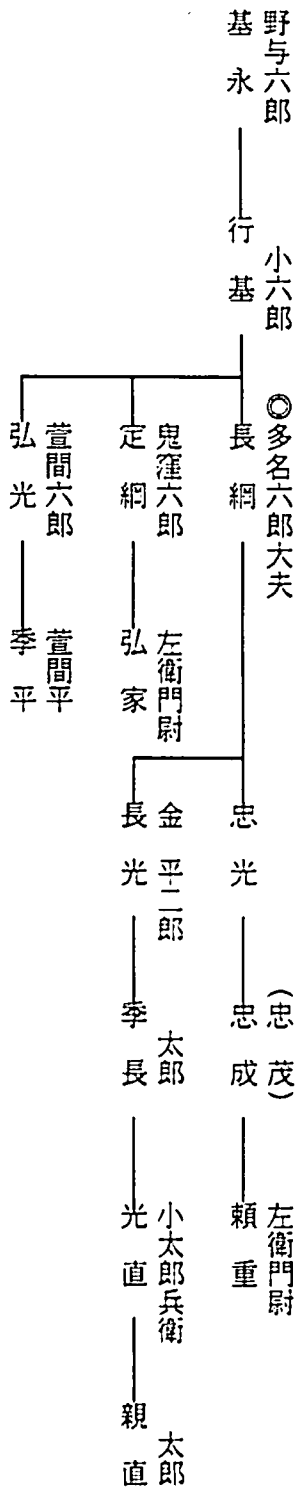 野与六郎
基永
小六郎
行基
◎多名六郎大夫
長綱
忠光
(忠茂)
忠成
左衛門尉
頼重
金平二郎
長光
太郎
季長
小太郎兵衛
光直
太郎
親直
鬼窪六郎
定綱
左衛門尉
弘家
萱間六郎
弘光
萱間平
季平